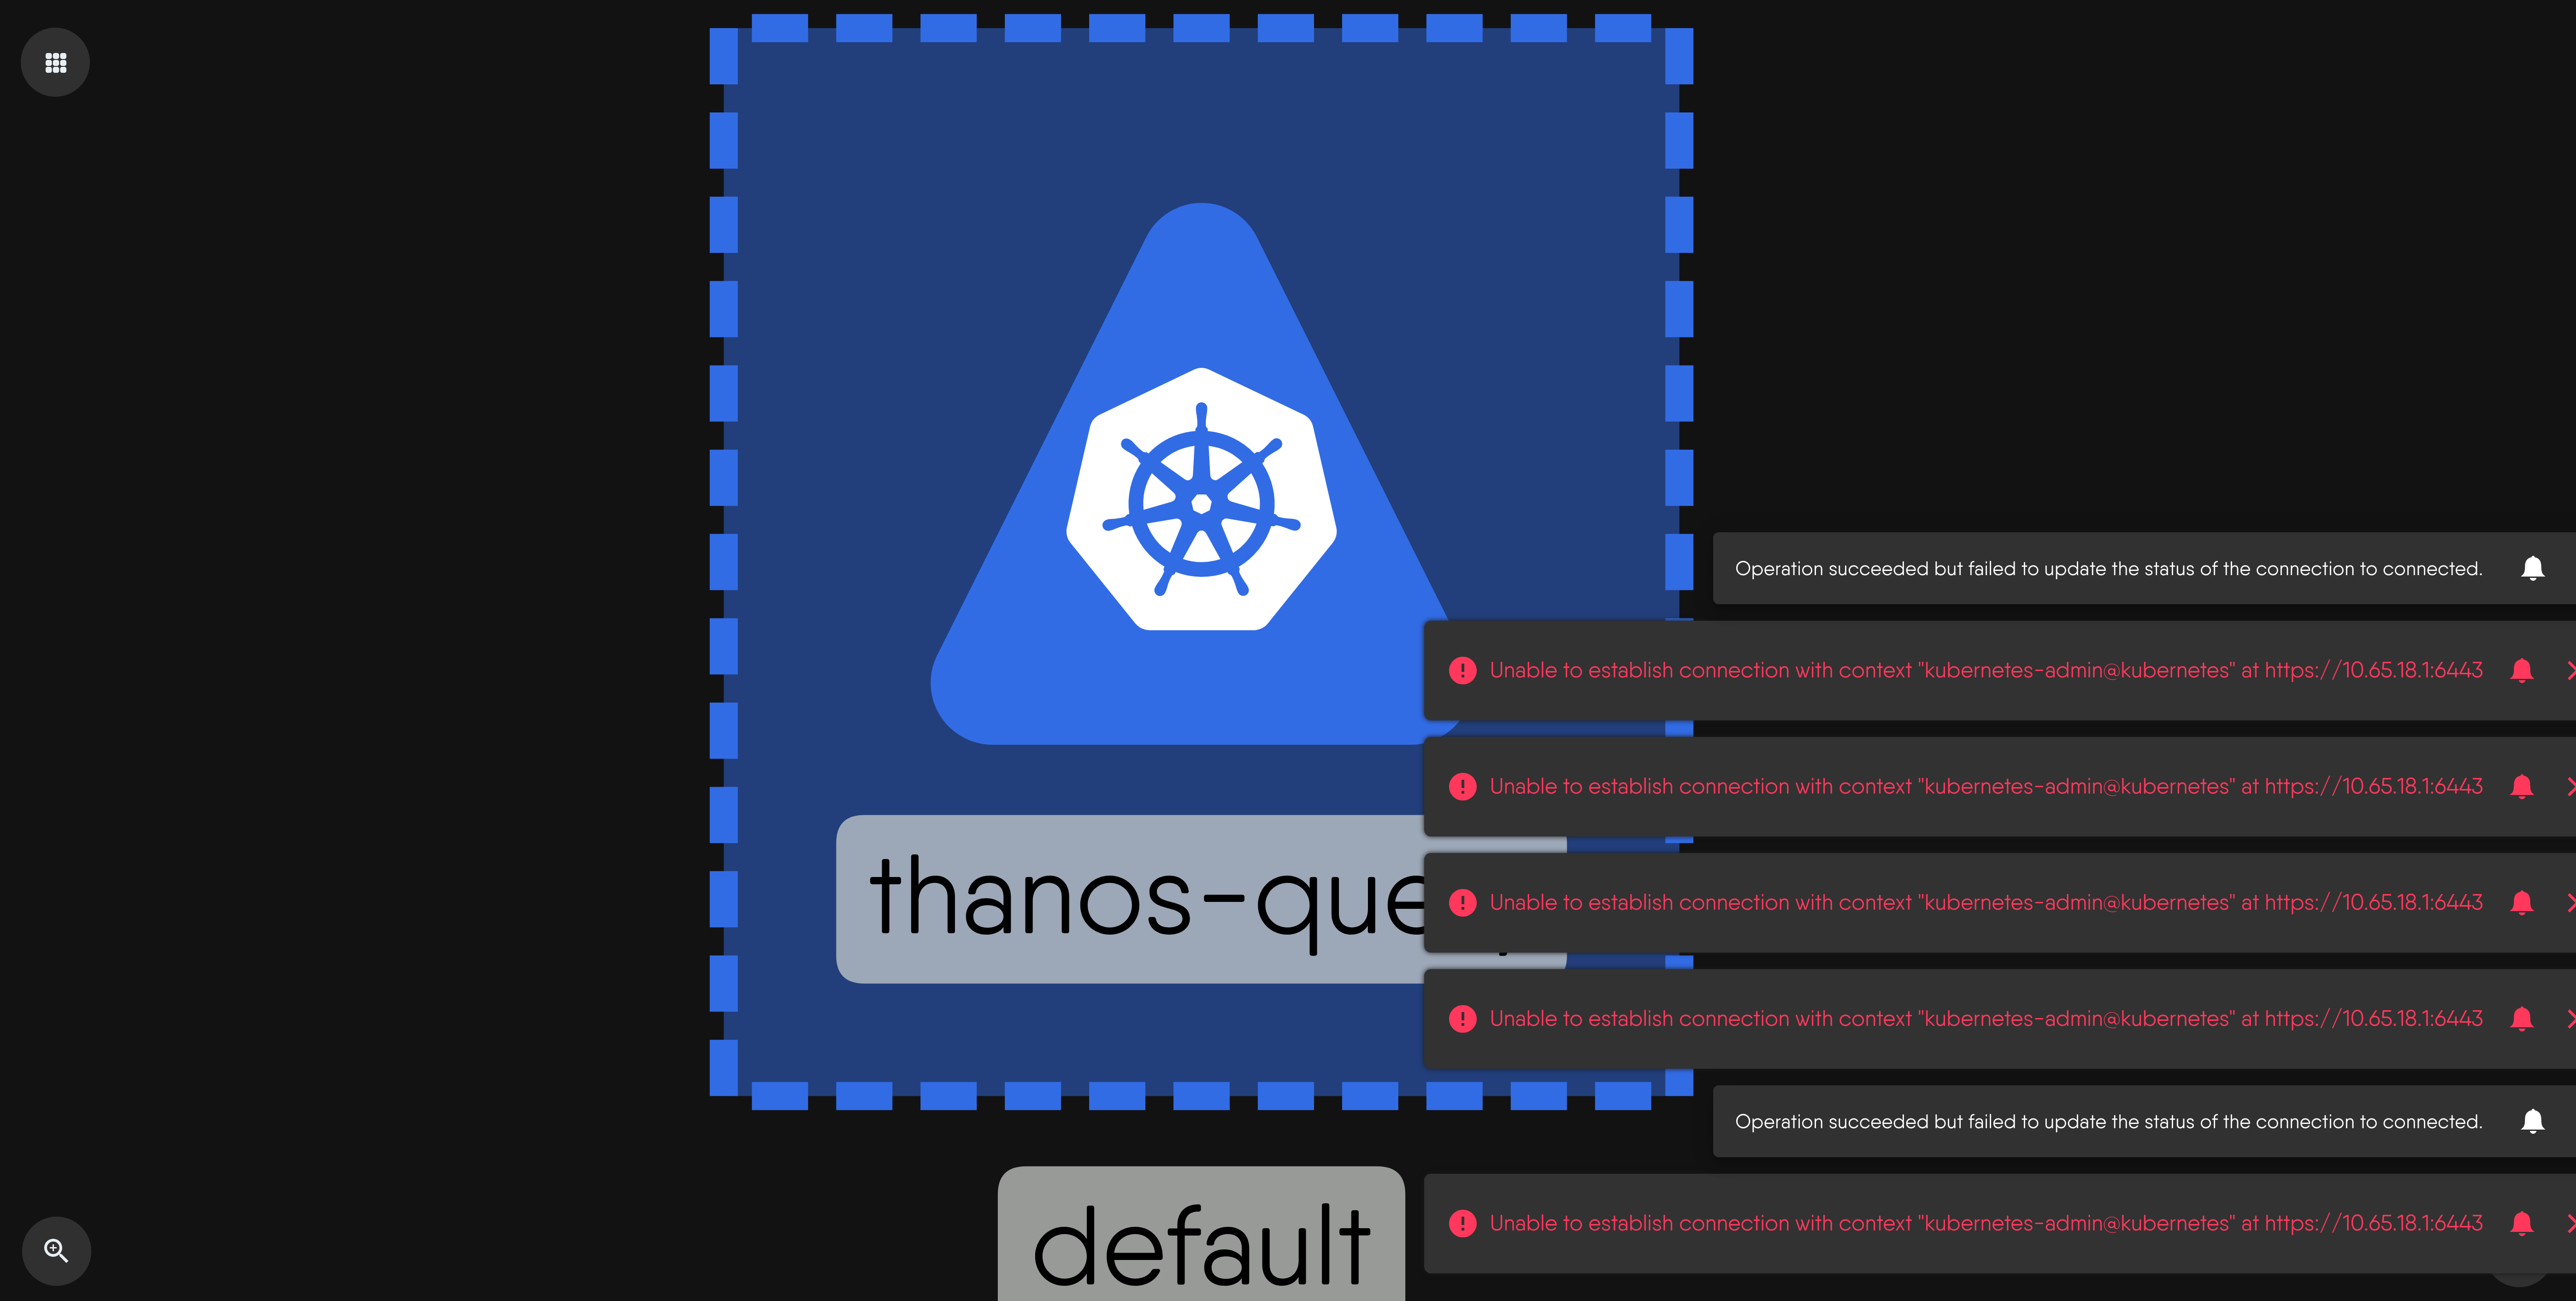 Operation succeeded but failed to update the status of the connection to connected.
Unable to establish connection with context "kubernetes-admin@kubernetes" at https://10.65.18.1:6443
Unable to establish connection with context "kubernetes-admin@kubernetes" at https://10.65.18.1:6443
thanos-que
Unable to establish connection with context "kubernetes-admin@kubernetes" at https://10.65.18.1:6443
Unable to establish connection with context "kubernetes-admin@kubernetes" at https://10.65.18.1:6443
Operation succeeded but failed to update the status of the connection to connected.
Unable to establish connection with context "kubernetes-admin@kubernetes" at https://10.65.18.1:6443
default